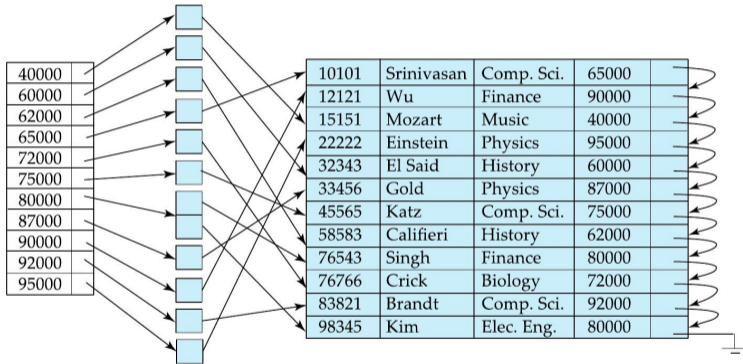 40000
60000
62000
65000
72000
75000
80000
87000
90000
92000
95000
10101 Srinivasan Comp. Sci. 65000
12121 Wu Finance 90000
15151 Mozart Music 40000
22222 Einstein Physics 95000
32343 El Said History 60000
33456 Gold Physics 87000
45565 Katz Comp. Sci. 75000
58583 Califieri History 62000
76543 Singh Finance 80000
76766 Crick Biology 72000
83821 Brandt Comp. Sci. 92000
98345 Kim Elec. Eng. 80000